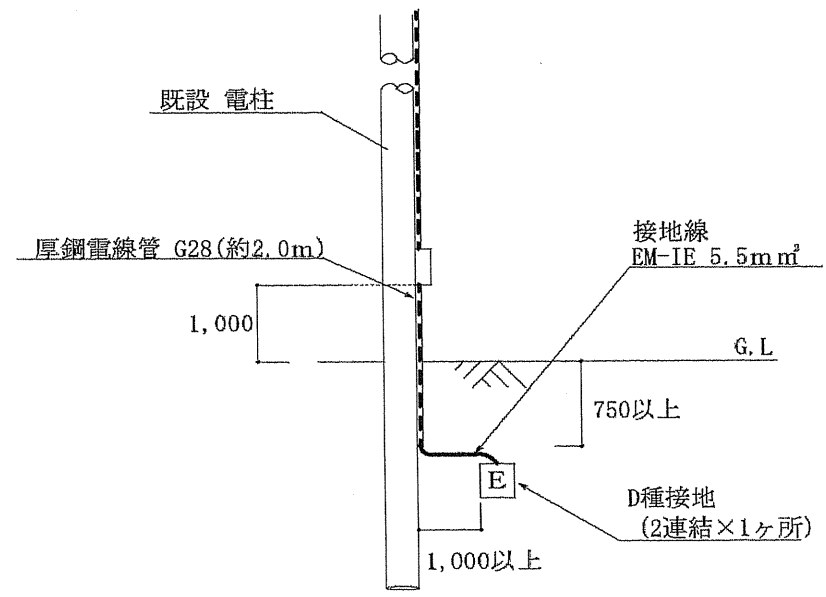 既設 電柱
厚鋼電線管 G28(約2.0m)
接地線
EM-IE 5.5mm²
1,000
G.L
750以上
E
D種接地
(2連結×1ヶ所)
1,000以上